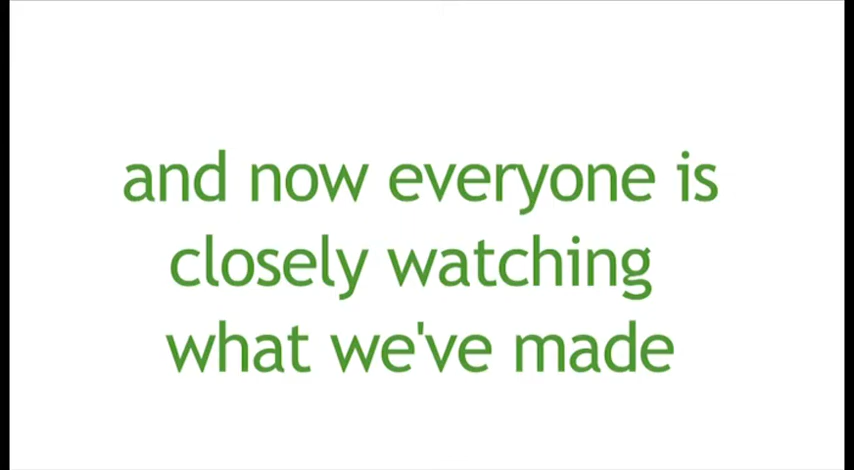 and now everyone is
closely watching
what we've made